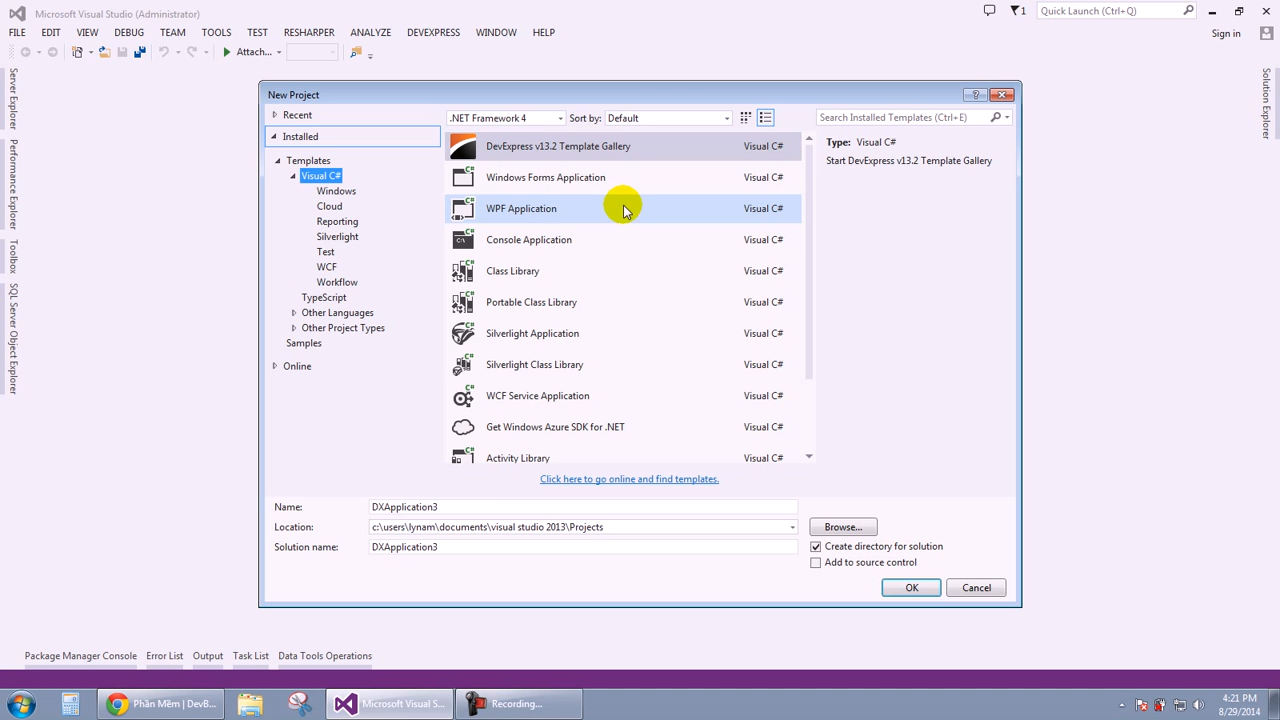 Microsoft Visual Studio (Administrator)
1
Quick Launch (Ctrl+Q)
FILE EDIT VIEW DEBUG TEAM TOOLS TEST RESHARPER ANALYZE DEVEXPRESS WINDOW HELP
Sign in
Attach...
Server Explorer
Performance Explorer
Toolbox
SQL Server Object Explorer
Solution Explorer
New Project
Recent
.NET Framework 4
Sort by: Default
Search Installed Templates (Ctrl+E)
Installed
Templates
Visual C#
Windows
Cloud
Reporting
Silverlight
Test
WCF
Workflow
TypeScript
Other Languages
Other Project Types
Samples
Online
DevExpress v13.2 Template Gallery Visual C#
Windows Forms Application Visual C#
WPF Application Visual C#
Console Application Visual C#
Class Library Visual C#
Portable Class Library Visual C#
Silverlight Application Visual C#
Silverlight Class Library Visual C#
WCF Service Application Visual C#
Get Windows Azure SDK for .NET Visual C#
Activity Library Visual C#
Type: Visual C#
Start DevExpress v13.2 Template Gallery
Click here to go online and find templates.
Name: DXApplication3
Location: c:\users\lynam\documents\visual studio 2013\Projects
Browse...
Solution name: DXApplication3
Create directory for solution
Add to source control
OK Cancel
Package Manager Console Error List Output Task List Data Tools Operations
Phần Mềm | DevB...
Microsoft Visual S...
Recording...
4:21 PM
8/29/2014